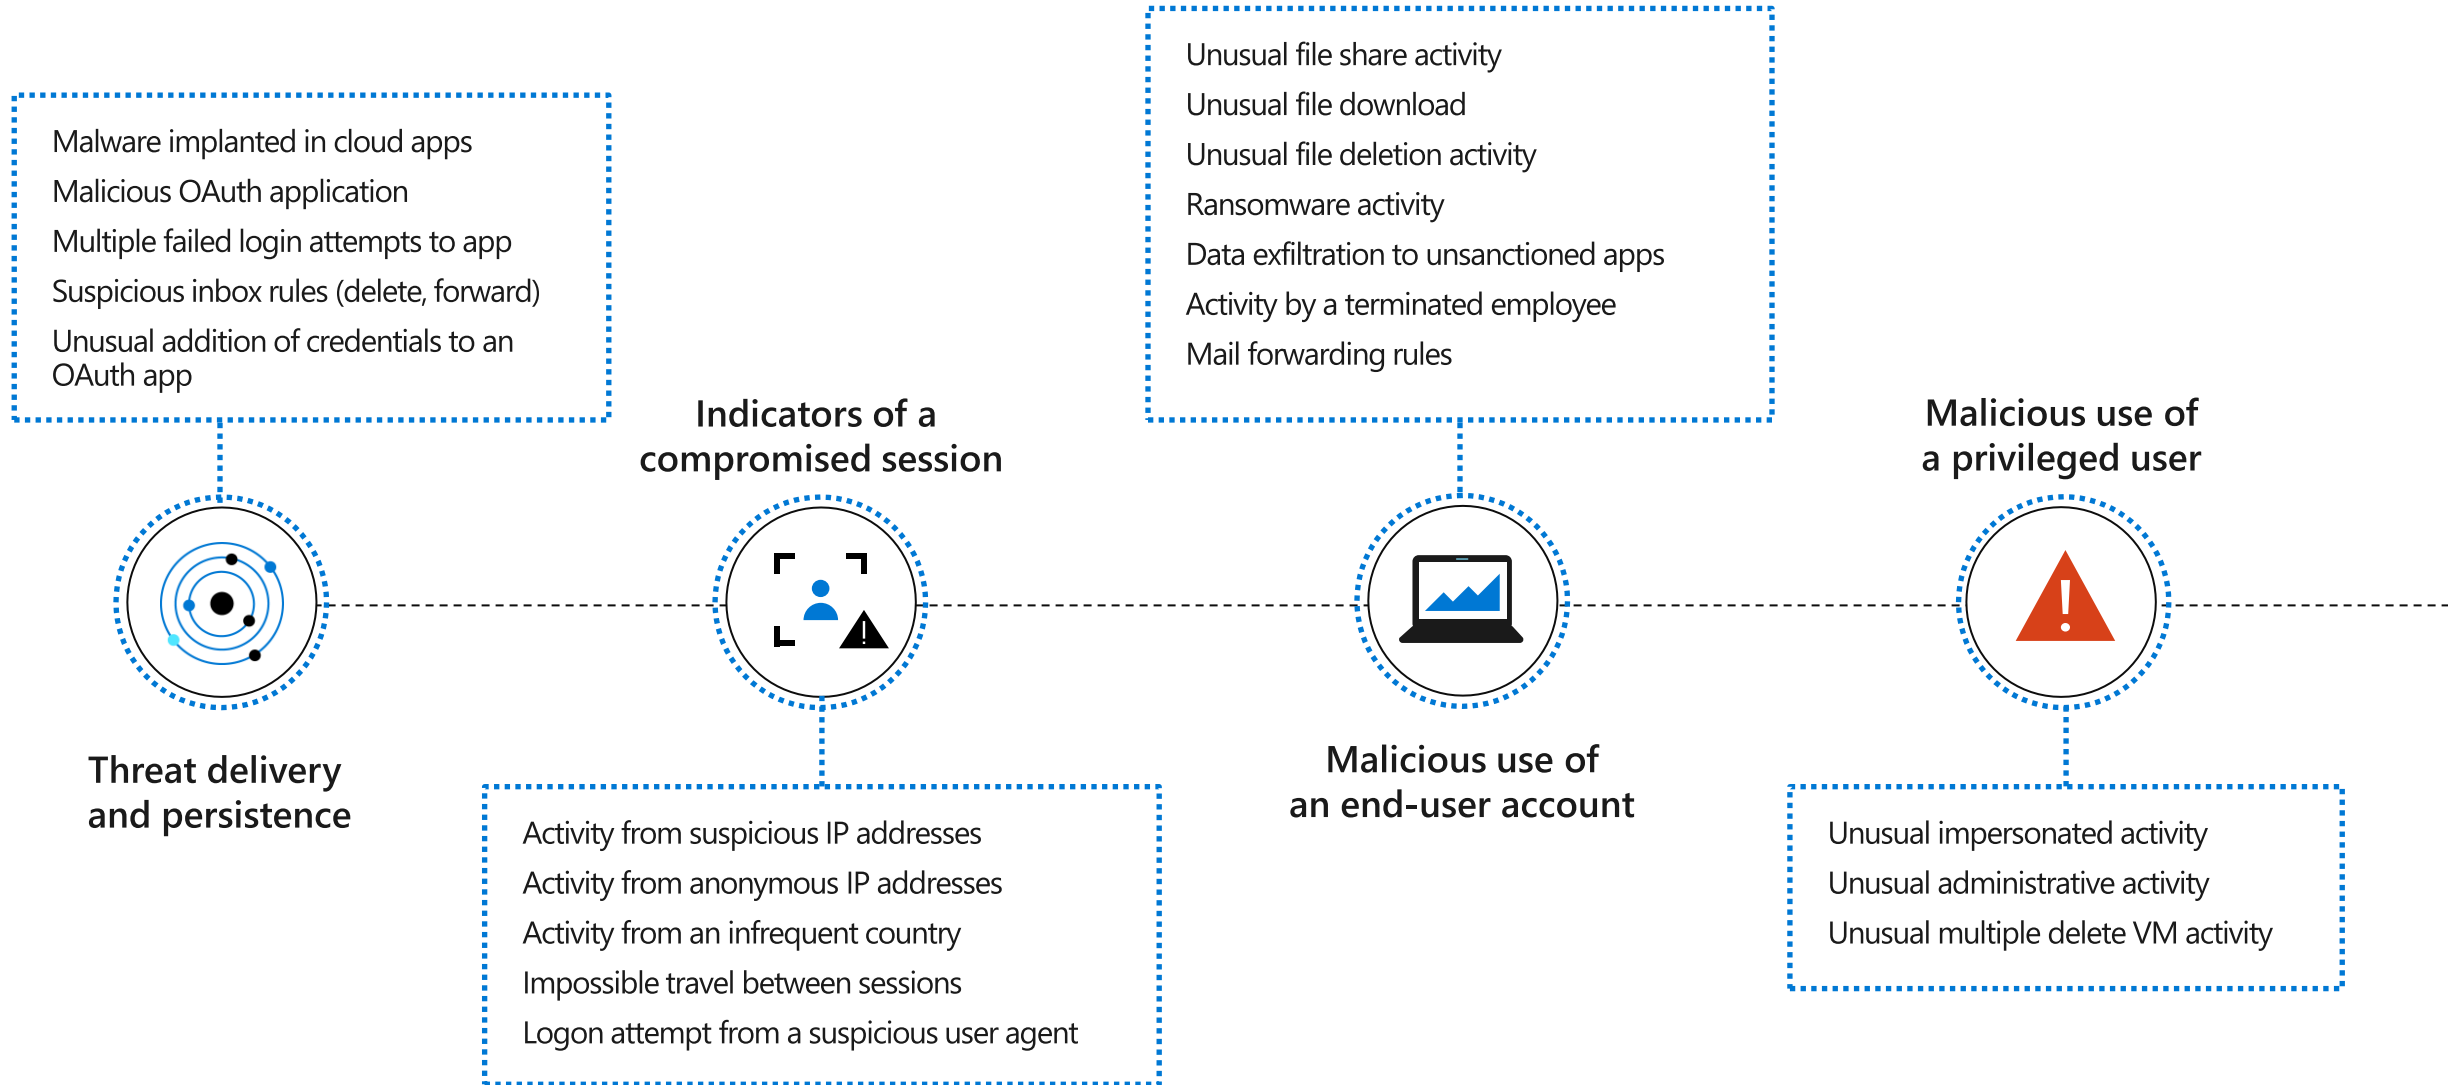 Malware implanted in cloud apps
Malicious OAuth application
Multiple failed login attempts to app
Suspicious inbox rules (delete, forward)
Unusual addition of credentials to an
OAuth app
Threat delivery
and persistence
Indicators of a
compromised session
Activity from suspicious IP addresses
Activity from anonymous IP addresses
Activity from an infrequent country
Impossible travel between sessions
Logon attempt from a suspicious user agent
Unusual file share activity
Unusual file download
Unusual file deletion activity
Ransomware activity
Data exfiltration to unsanctioned apps
Activity by a terminated employee
Mail forwarding rules
Malicious use of
an end-user account
Malicious use of
a privileged user
Unusual impersonated activity
Unusual administrative activity
Unusual multiple delete VM activity